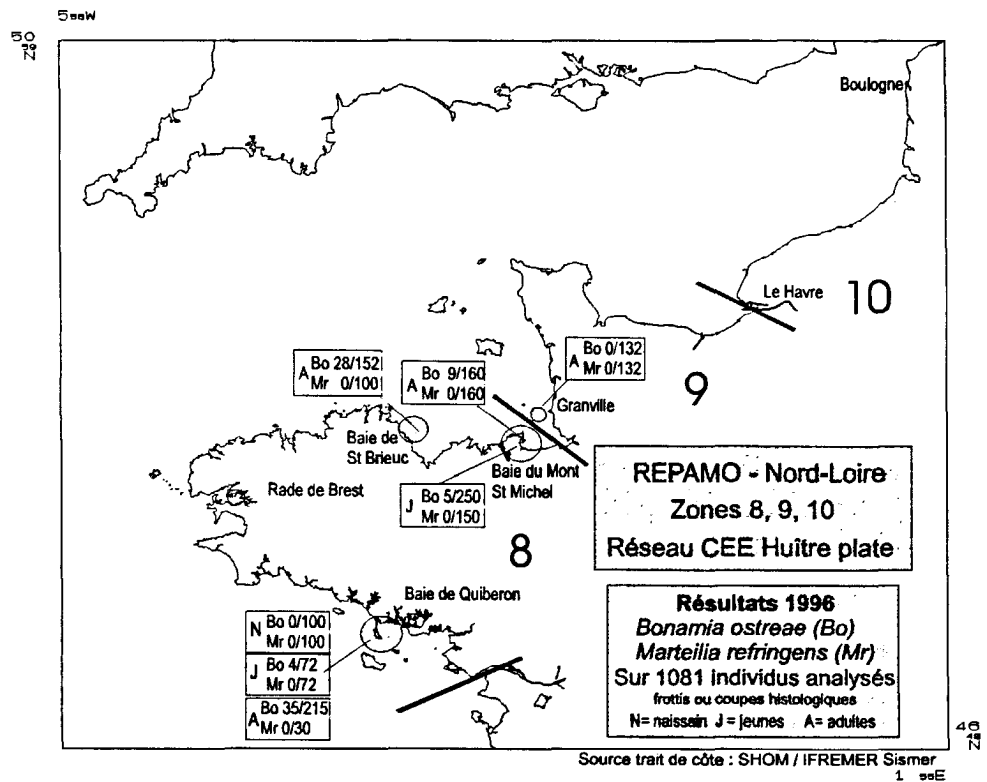 5 W
50
N
Boulogne
Le Havre
10
Bo 0/132
A
Mr 0/132
Bo 28/152
A
Mr 0/100
Bo 9/160
A
Mr 0/160
9
Granville
Baie de
St Brieuc
Baie du Mont
St Michel
Rade de Brest
J
Bo 5/250
Mr 0/150
8
REPAMO - Nord-Loire
Zones 8, 9, 10
Réseau CEE Huître plate
Baie de Quiberon
N
Bo 0/100
Mr 0/100
J
Bo 4/72
Mr 0/72
A
Bo 35/215
Mr 0/30
Résultats 1996
Bonamia ostreae (Bo)
Marteilia refringens (Mr)
Sur 1081 individus analysés
frottis ou coupes histologiques
N= naissain J = jeunes A= adultes
46
N
Source trait de côte : SHOM / IFREMER Sismer
1 E